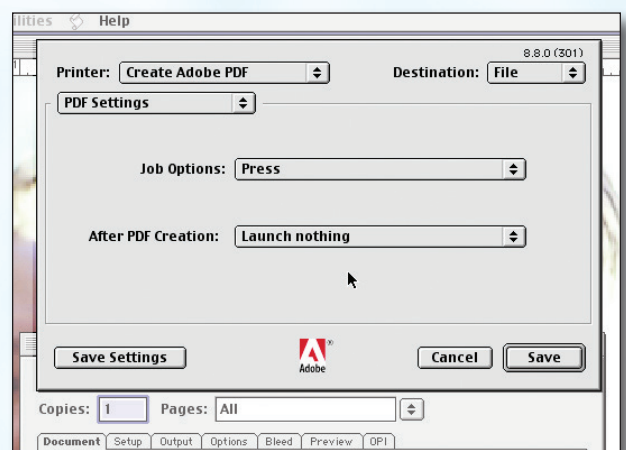 ilities Help
8.8.0 (301)
Printer: Create Adobe PDF Destination: File
PDF Settings
Job Options: Press
After PDF Creation: Launch nothing
Save Settings Adobe Cancel Save
Copies: 1 Pages: All
Document Setup Output Options Bleed Preview OPI